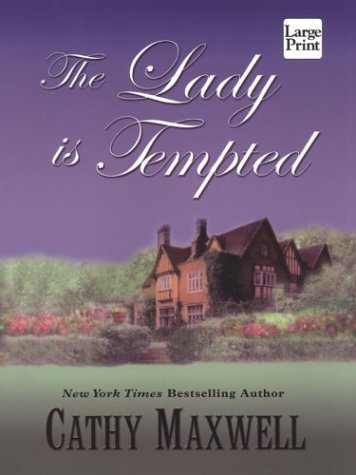 Large
Print
The Lady
is Tempted
New York Times Bestselling Author
CATHY MAXWELL